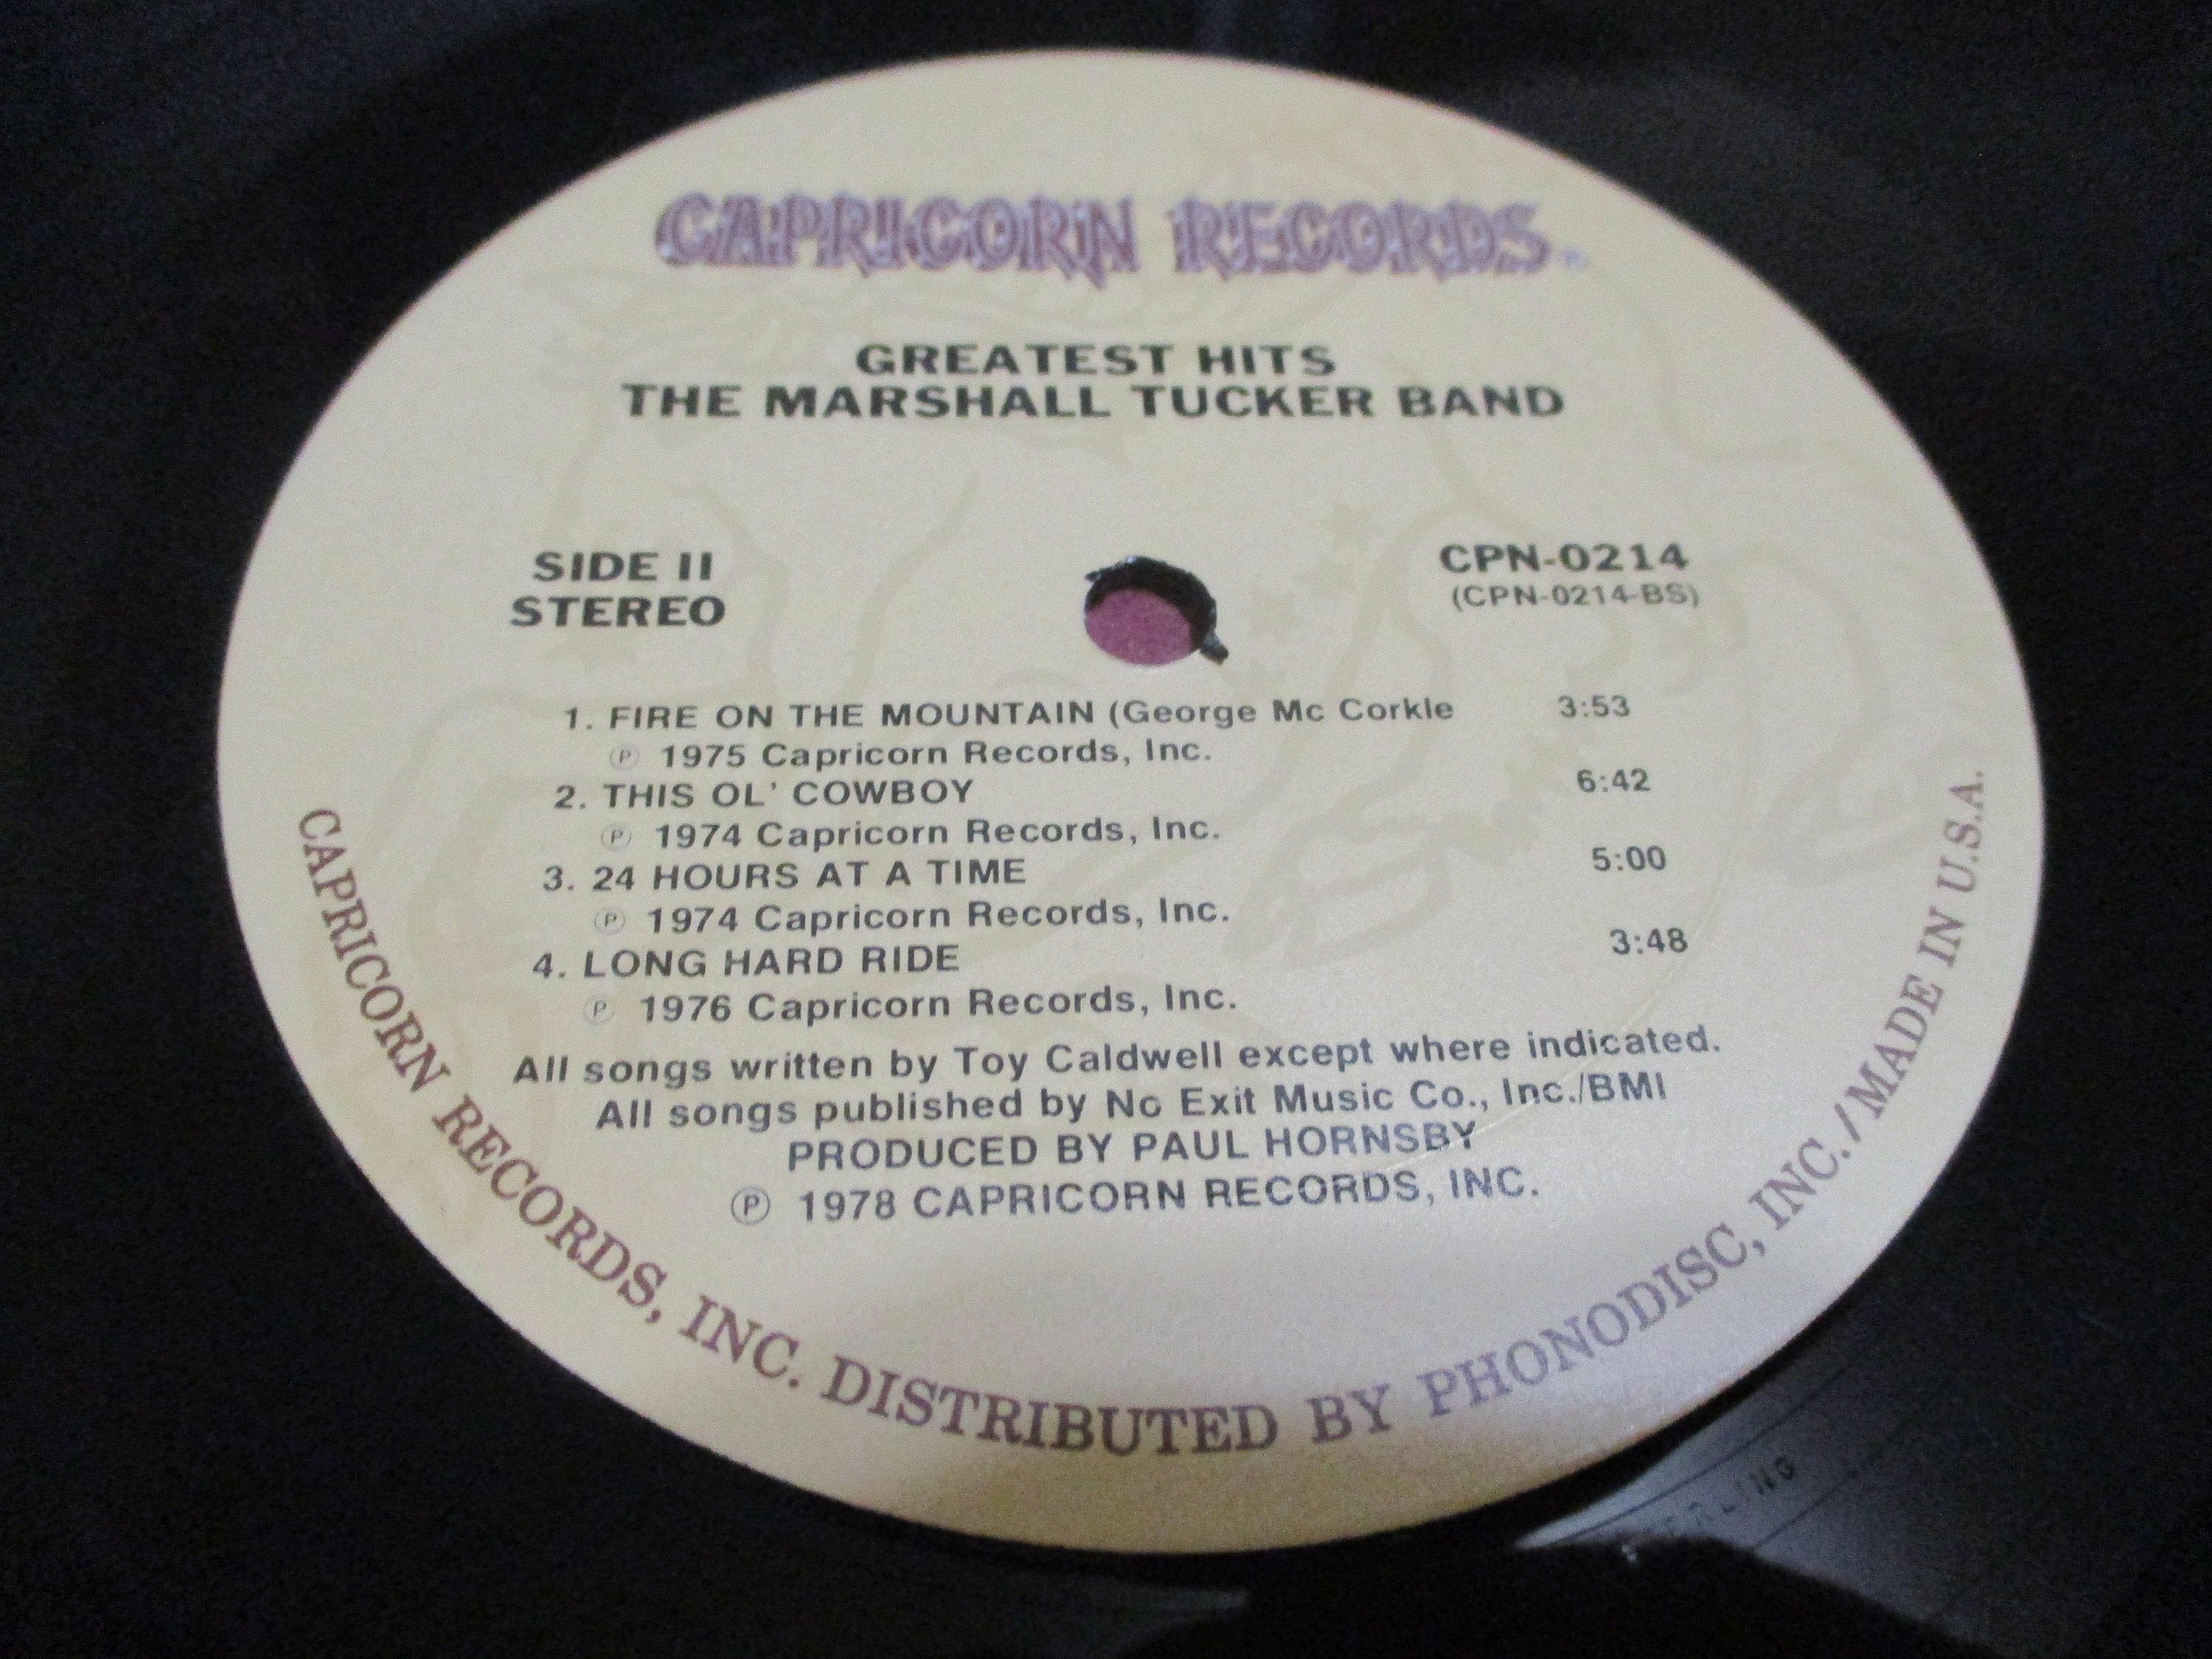 CAPRICORN RECORDS
GREATEST HITS
THE MARSHALL TUCKER BAND
SIDE II
STEREO
CPN-0214
(CPN-0214-BS)
1. FIRE ON THE MOUNTAIN (George Mc Corkle 3:53
Ⓟ 1975 Capricorn Records, Inc.
2. THIS OL' COWBOY 6:42
Ⓟ 1974 Capricorn Records, Inc.
3. 24 HOURS AT A TIME 5:00
Ⓟ 1974 Capricorn Records, Inc.
4. LONG HARD RIDE 3:48
Ⓟ 1976 Capricorn Records, Inc.
All songs written by Toy Caldwell except where indicated.
All songs published by No Exit Music Co., Inc./BMI
PRODUCED BY PAUL HORNSBY
Ⓟ 1978 CAPRICORN RECORDS, INC.
CAPRICORN RECORDS, INC. DISTRIBUTED BY PHONODISC, INC./MADE IN U.S.A.